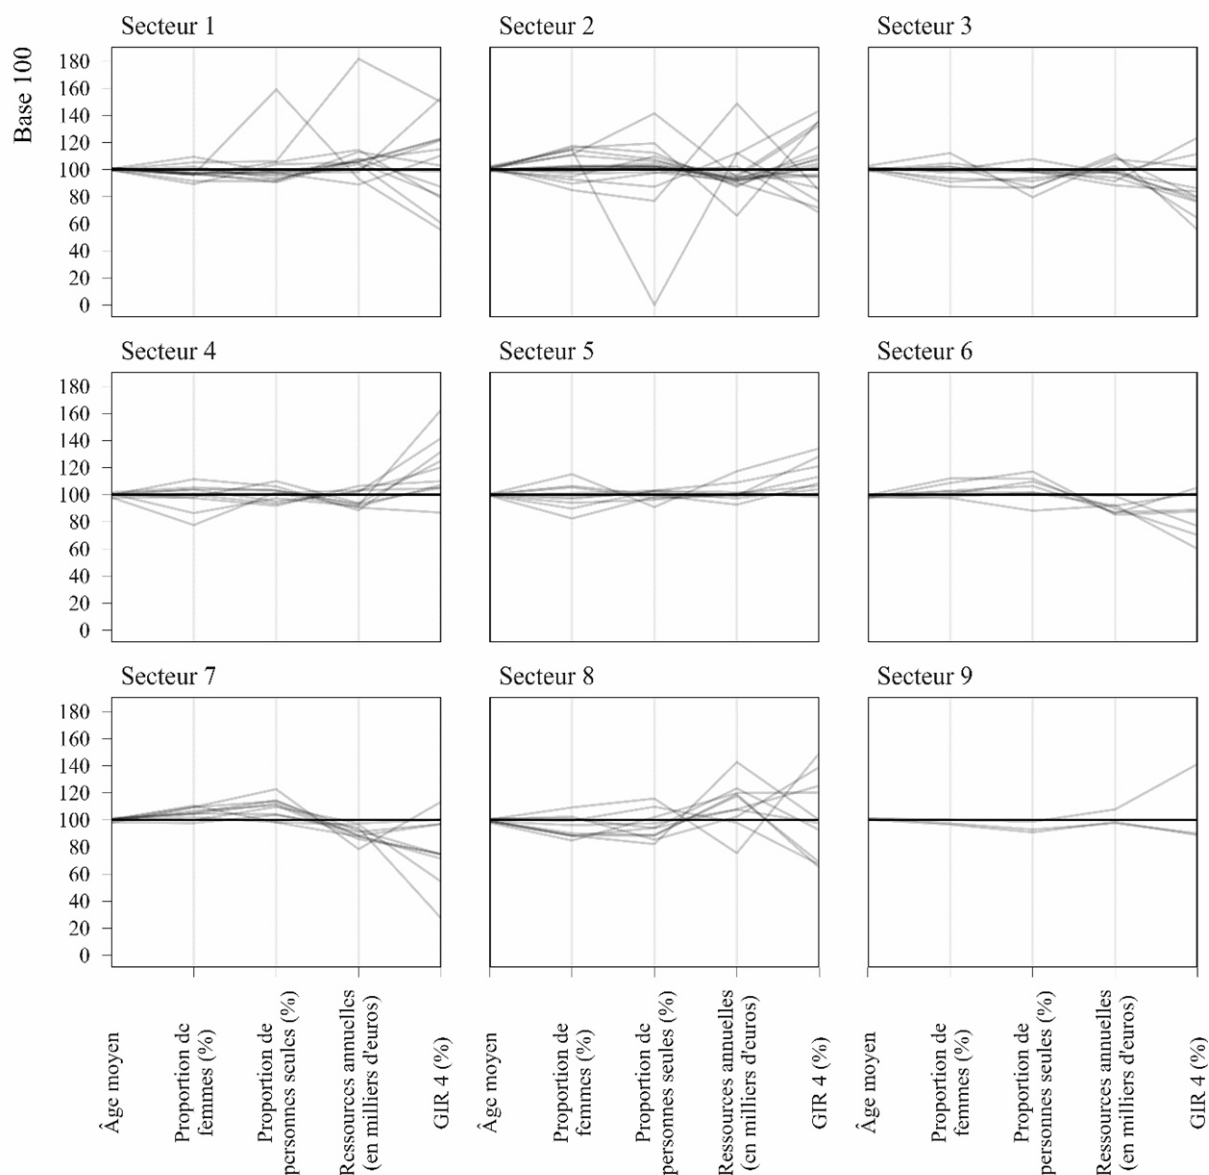 Secteur 1
Secteur 2
Secteur 3
Base 100
180
160
140
120
100
80
60
40
20
0
Secteur 4
Secteur 5
Secteur 6
180
160
140
120
100
80
60
40
20
0
Secteur 7
Secteur 8
Secteur 9
180
160
140
120
100
80
60
40
20
0
Âge moyen
Proportion de
femmes (%)
Proportion de
personnes seules (%)
Ressources annuelles
(en milliers d'euros)
GIR 4 (%)
Âge moyen
Proportion de
femmes (%)
Proportion de
personnes seules (%)
Ressources annuelles
(en milliers d'euros)
GIR 4 (%)
Âge moyen
Proportion de
femmes (%)
Proportion de
personnes seules (%)
Ressources annuelles
(en milliers d'euros)
GIR 4 (%)